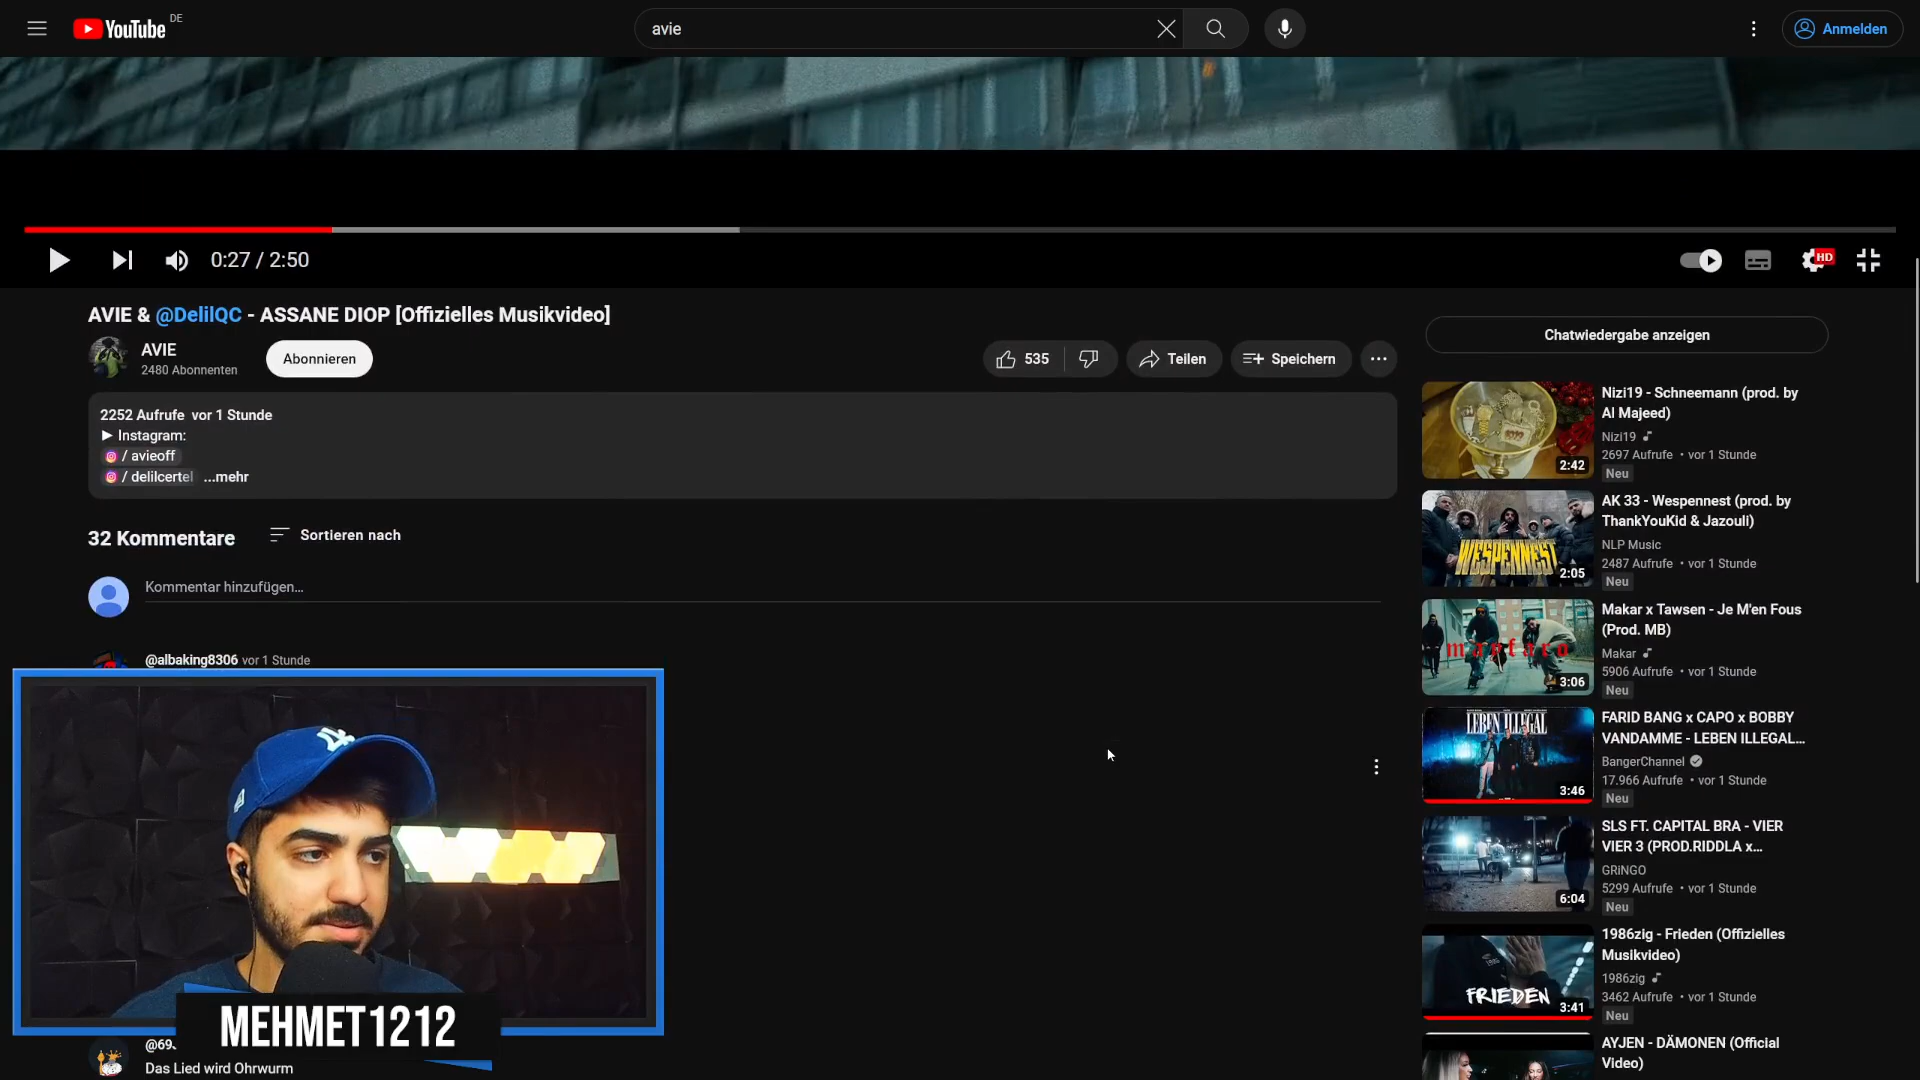 YouTube DE
avie
Anmelden
0:27 / 2:50
HD
AVIE & @DelilQC - ASSANE DIOP [Offizielles Musikvideo]
AVIE
2480 Abonnenten
Abonnieren
535
Teilen
Speichern
2252 Aufrufe vor 1 Stunde
▶ Instagram:
/ avieoff
/ delilcertel ...mehr
32 Kommentare
Sortieren nach
Kommentar hinzufügen...
@albaking8306 vor 1 Stunde
MEHMET1212
@69.
Das Lied wird Ohrwurm
Chatwiedergabe anzeigen
2:42
Nizi19 - Schneemann (prod. by
Al Majeed)
Nizi19
2697 Aufrufe • vor 1 Stunde
Neu
WESPENNEST
2:05
AK 33 - Wespennest (prod. by
ThankYouKid & Jazouli)
NLP Music
2487 Aufrufe • vor 1 Stunde
Neu
3:06
Makar x Tawsen - Je M'en Fous
(Prod. MB)
Makar
5906 Aufrufe • vor 1 Stunde
Neu
LEBEN ILLEGAL
3:46
FARID BANG x CAPO x BOBBY
VANDAMME - LEBEN ILLEGAL...
BangerChannel
17.966 Aufrufe • vor 1 Stunde
Neu
6:04
SLS FT. CAPITAL BRA - VIER
VIER 3 (PROD.RIDDLA x...
GRiNGO
5299 Aufrufe • vor 1 Stunde
Neu
FRIEDEN
3:41
1986zig - Frieden (Offizielles
Musikvideo)
1986zig
3462 Aufrufe • vor 1 Stunde
Neu
AYJEN - DÄMONEN (Official
Video)